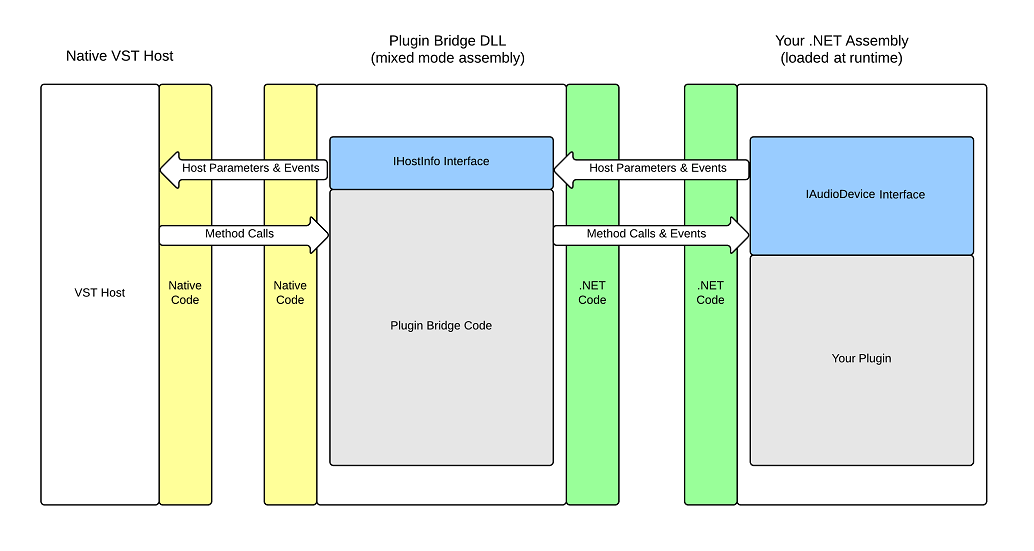 Native VST Host
Plugin Bridge DLL
(mixed mode assembly)
Your .NET Assembly
(loaded at runtime)
IHostInfo Interface
Host Parameters & Events
Host Parameters & Events
IAudioDevice Interface
Method Calls
Method Calls & Events
VST Host
Native
Code
Native
Code
.NET
Code
.NET
Code
Plugin Bridge Code
Your Plugin